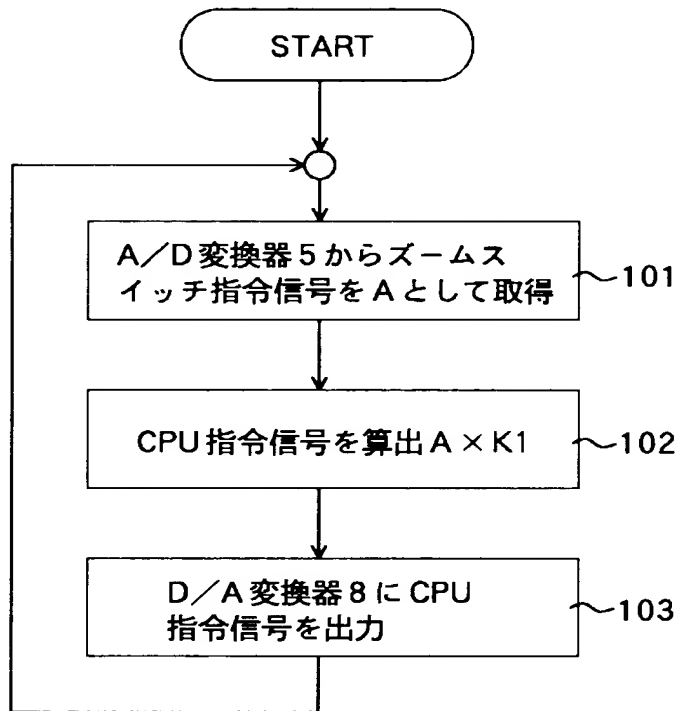 START
A/D変換器5からズームス
イッチ指令信号をAとして取得
101
CPU指令信号を算出A×K1
102
D/A変換器8にCPU
指令信号を出力
103